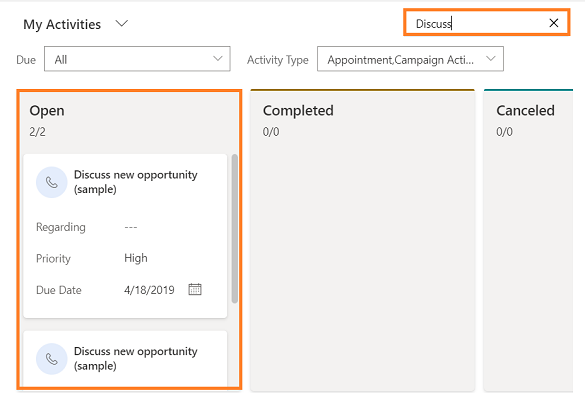 My Activities
Discuss
Due
All
Activity Type
Appointment,Campaign Acti...
Open
2/2
Discuss new opportunity
(sample)
Regarding
---
Priority
High
Due Date
4/18/2019
Discuss new opportunity
(sample)
Completed
0/0
Canceled
0/0